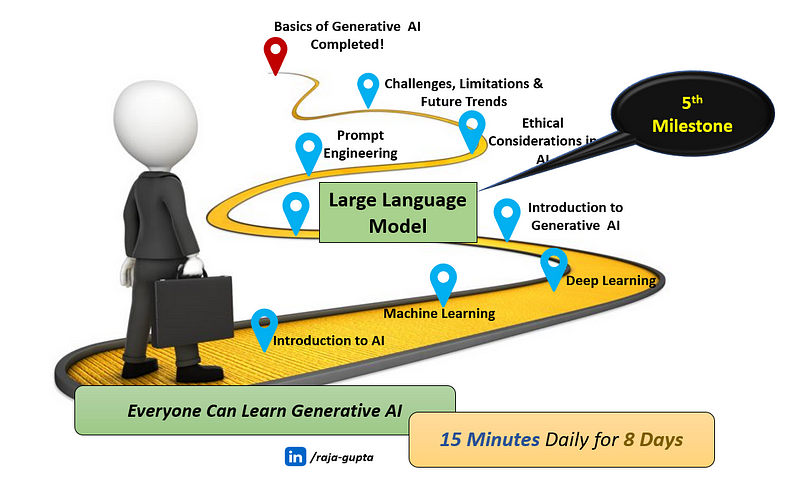 Basics of Generative AI
Completed!
Challenges, Limitations &
Future Trends
5th
Milestone
Ethical
Considerations in
AI
Prompt
Engineering
Large Language
Model
Introduction to
Generative AI
Deep Learning
Machine Learning
Introduction to AI
Everyone Can Learn Generative AI
15 Minutes Daily for 8 Days
in /raja-gupta